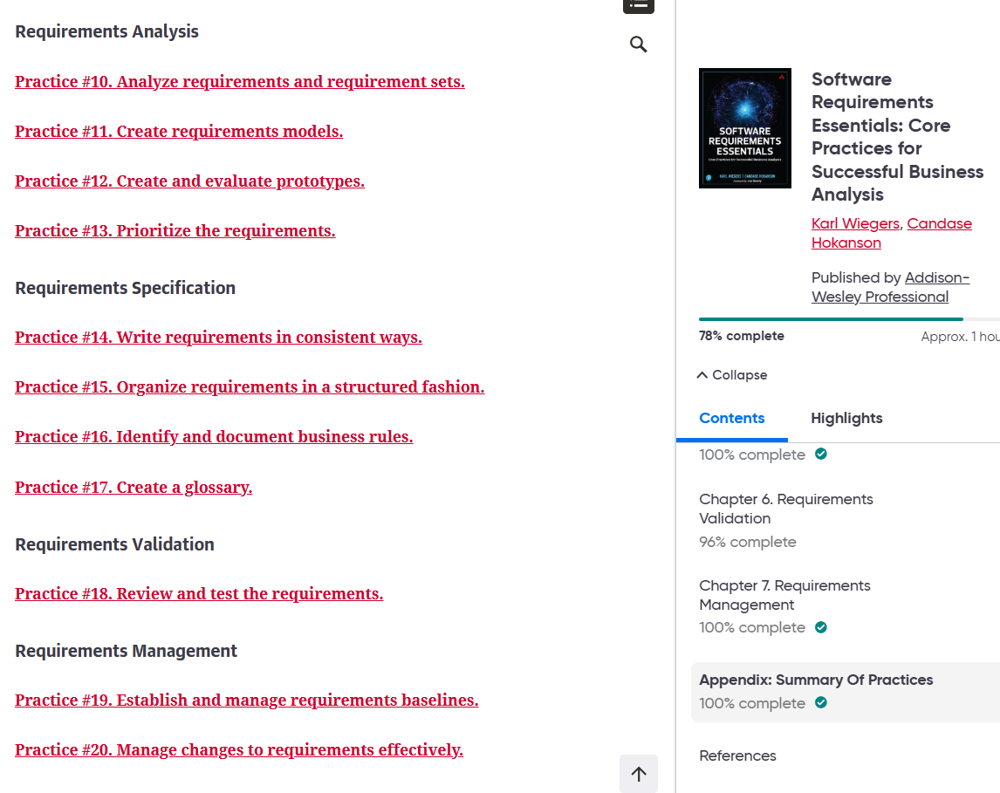 Requirements Analysis
Practice #10. Analyze requirements and requirement sets.
Practice #11. Create requirements models.
Practice #12. Create and evaluate prototypes.
Practice #13. Prioritize the requirements.
Requirements Specification
Practice #14. Write requirements in consistent ways.
Practice #15. Organize requirements in a structured fashion.
Practice #16. Identify and document business rules.
Practice #17. Create a glossary.
Requirements Validation
Practice #18. Review and test the requirements.
Requirements Management
Practice #19. Establish and manage requirements baselines.
Practice #20. Manage changes to requirements effectively.
SOFTWARE
REQUIREMENTS
ESSENTIALS
Core Practices for Successful Business Analysis
KARL WIEGERS | CANDASE HOKANSON
Software
Requirements
Essentials: Core
Practices for
Successful Business
Analysis
Karl Wiegers, Candase
Hokanson
Published by Addison-
Wesley Professional
78% complete
Approx. 1 hou
Collapse
Contents
Highlights
100% complete
Chapter 6. Requirements
Validation
96% complete
Chapter 7. Requirements
Management
100% complete
Appendix: Summary Of Practices
100% complete
References